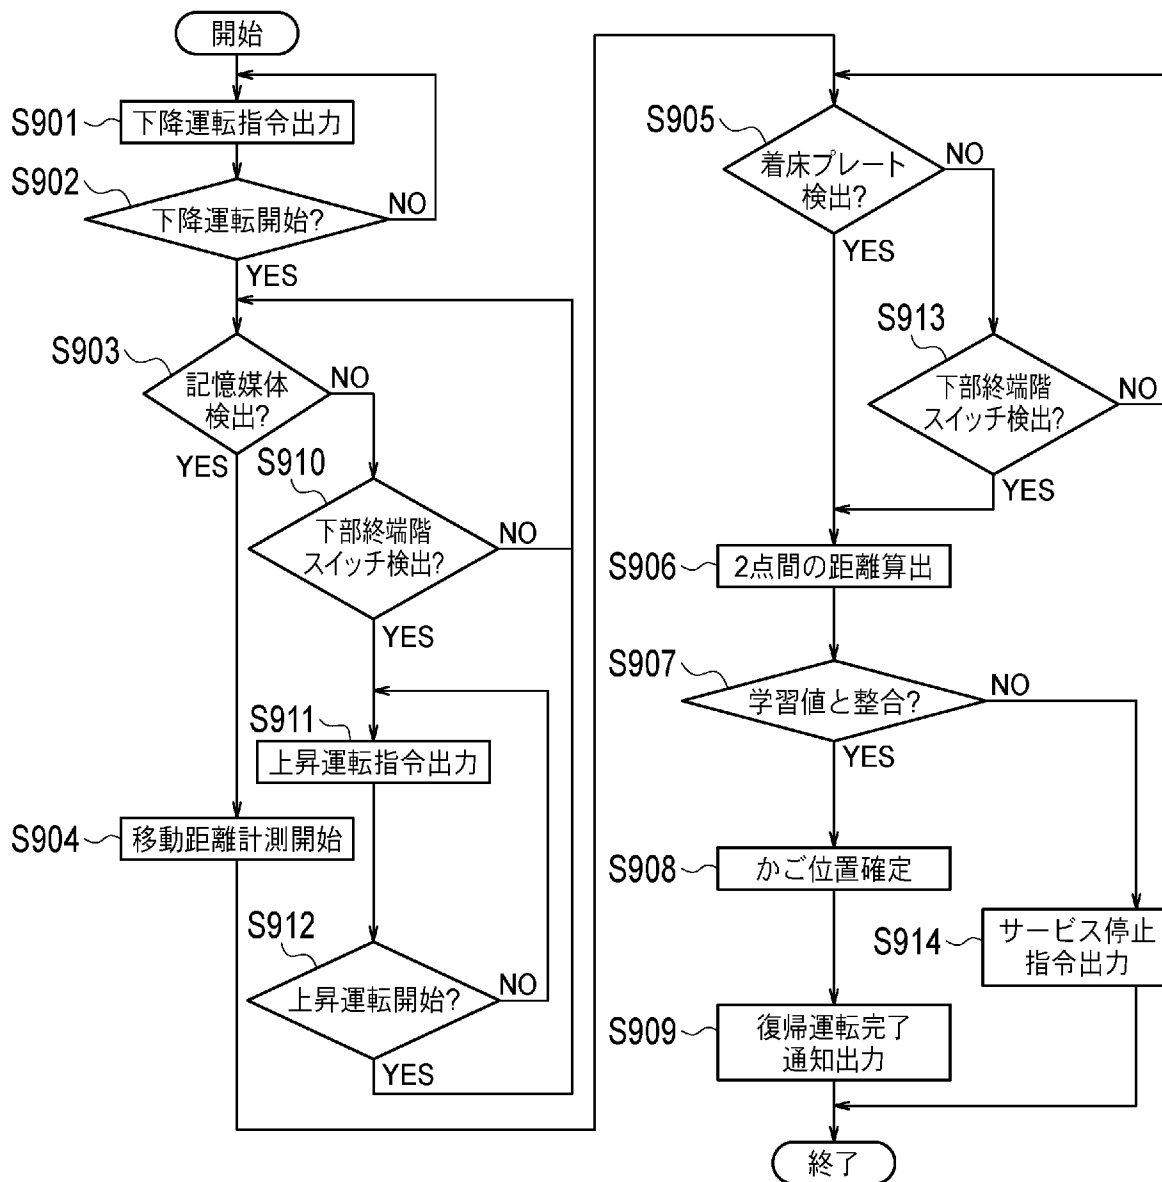 開始
S901
下降運転指令出力
S902
下降運転開始?
NO
YES
S903
記憶媒体
検出?
NO
YES
S910
下部終端階
スイッチ検出?
NO
YES
S911
上昇運転指令出力
S904
移動距離計測開始
S912
上昇運転開始?
NO
YES
S905
着床プレート
検出?
NO
YES
S913
下部終端階
スイッチ検出?
NO
YES
S906
2点間の距離算出
S907
学習値と整合?
NO
YES
S908
かご位置確定
S914
サービス停止
指令出力
S909
復帰運転完了
通知出力
終了